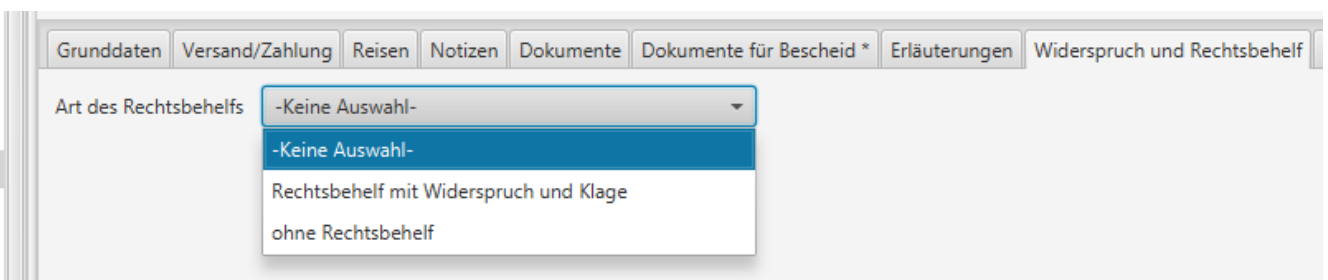 Grunddaten Versand/Zahlung Reisen Notizen Dokumente Dokumente für Bescheid * Erläuterungen Widerspruch und Rechtsbehelf
Art des Rechtsbehelfs -Keine Auswahl-
-Keine Auswahl-
Rechtsbehelf mit Widerspruch und Klage
ohne Rechtsbehelf